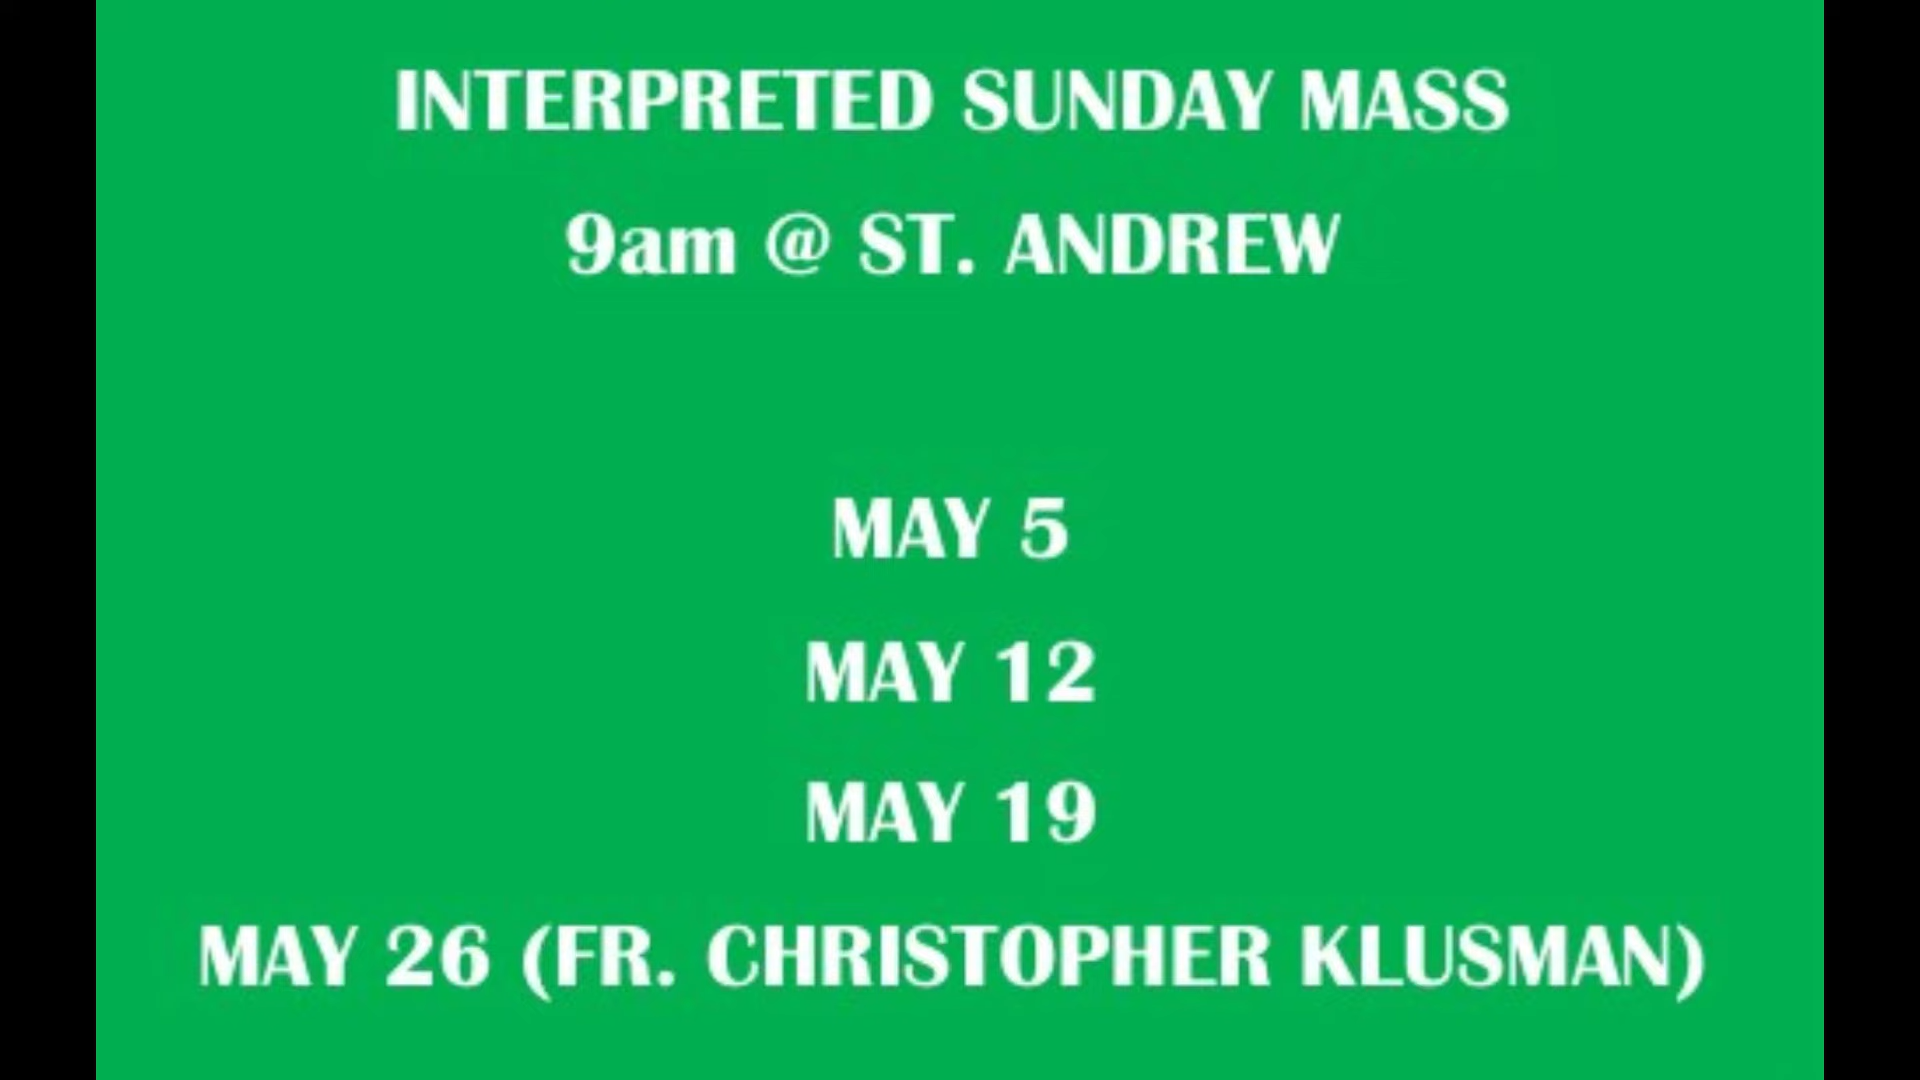 INTERPRETED SUNDAY MASS
9am @ ST. ANDREW
MAY 5
MAY 12
MAY 19
MAY 26 (FR. CHRISTOPHER KLUSMAN)